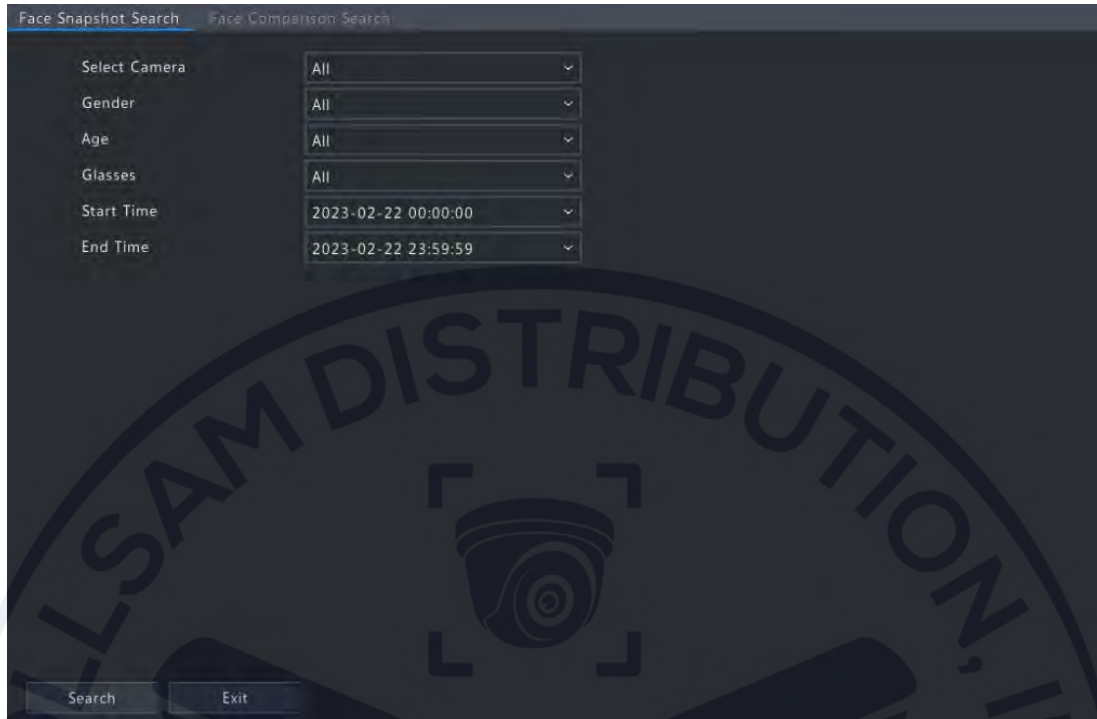 Face Snapshot Search Face Comparison Search
Select Camera All
Gender All
Age All
Glasses All
Start Time 2023-02-22 00:00:00
End Time 2023-02-22 23:59:59
SAM DISTRIBUTION,
Search Exit